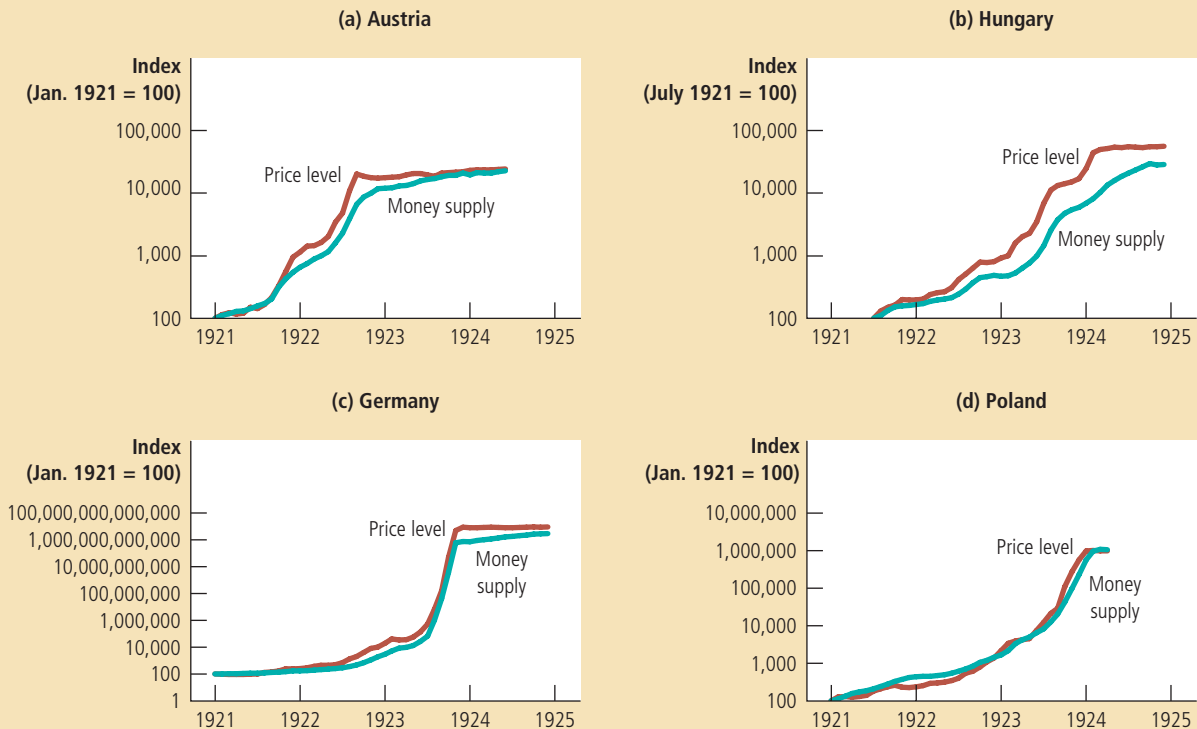 (a) Austria
Index
(Jan. 1921 = 100)
100,000
10,000
1,000
100
Price level
Money supply
1921 1922 1923 1924 1925
(b) Hungary
Index
(July 1921 = 100)
100,000
10,000
1,000
100
Price level
Money supply
1921 1922 1923 1924 1925
(c) Germany
Index
(Jan. 1921 = 100)
100,000,000,000,000
1,000,000,000,000
10,000,000,000
100,000,000
1,000,000
10,000
100
1
Price level
Money
supply
1921 1922 1923 1924 1925
(d) Poland
Index
(Jan. 1921 = 100)
10,000,000
1,000,000
100,000
10,000
1,000
100
Price level
Money
supply
1921 1922 1923 1924 1925